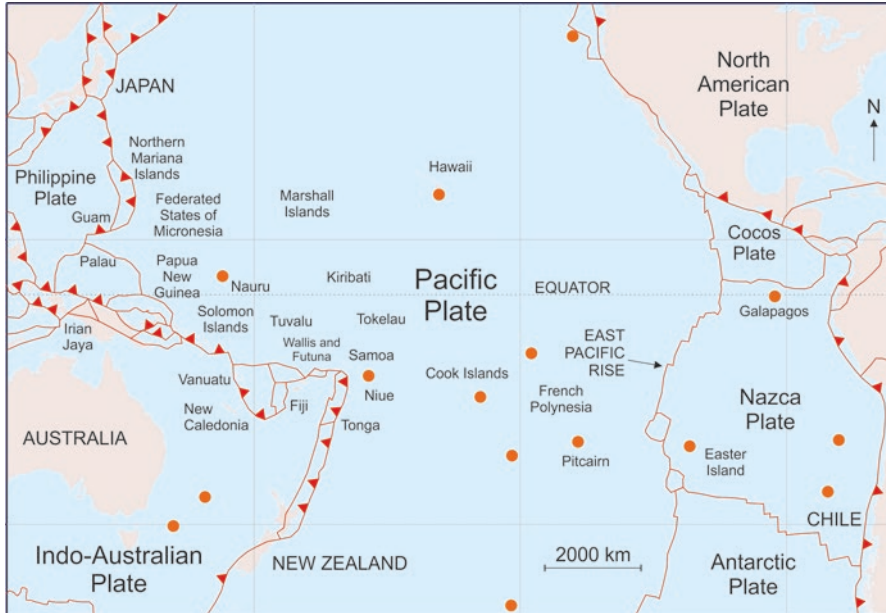 JAPAN
North
American
Plate
N
Northern
Mariana
Islands
Philippine
Plate
Hawaii
Marshall
Islands
Federated
States of
Micronesia
Guam
Cocos
Plate
Palau
Papua
New
Guinea
Nauru
Kiribati
Pacific
Plate
EQUATOR
Galapagos
Irian
Jaya
Solomon
Islands
Tuvalu
Tokelau
Wallis and
Futuna
Samoa
EAST
PACIFIC
RISE
Cook Islands
Vanuatu
Niue
French
Polynesia
Nazca
Plate
New
Caledonia
Fiji
Tonga
AUSTRALIA
Pitcairn
Easter
Island
CHILE
Indo-Australian
Plate
NEW ZEALAND
2000 km
Antarctic
Plate